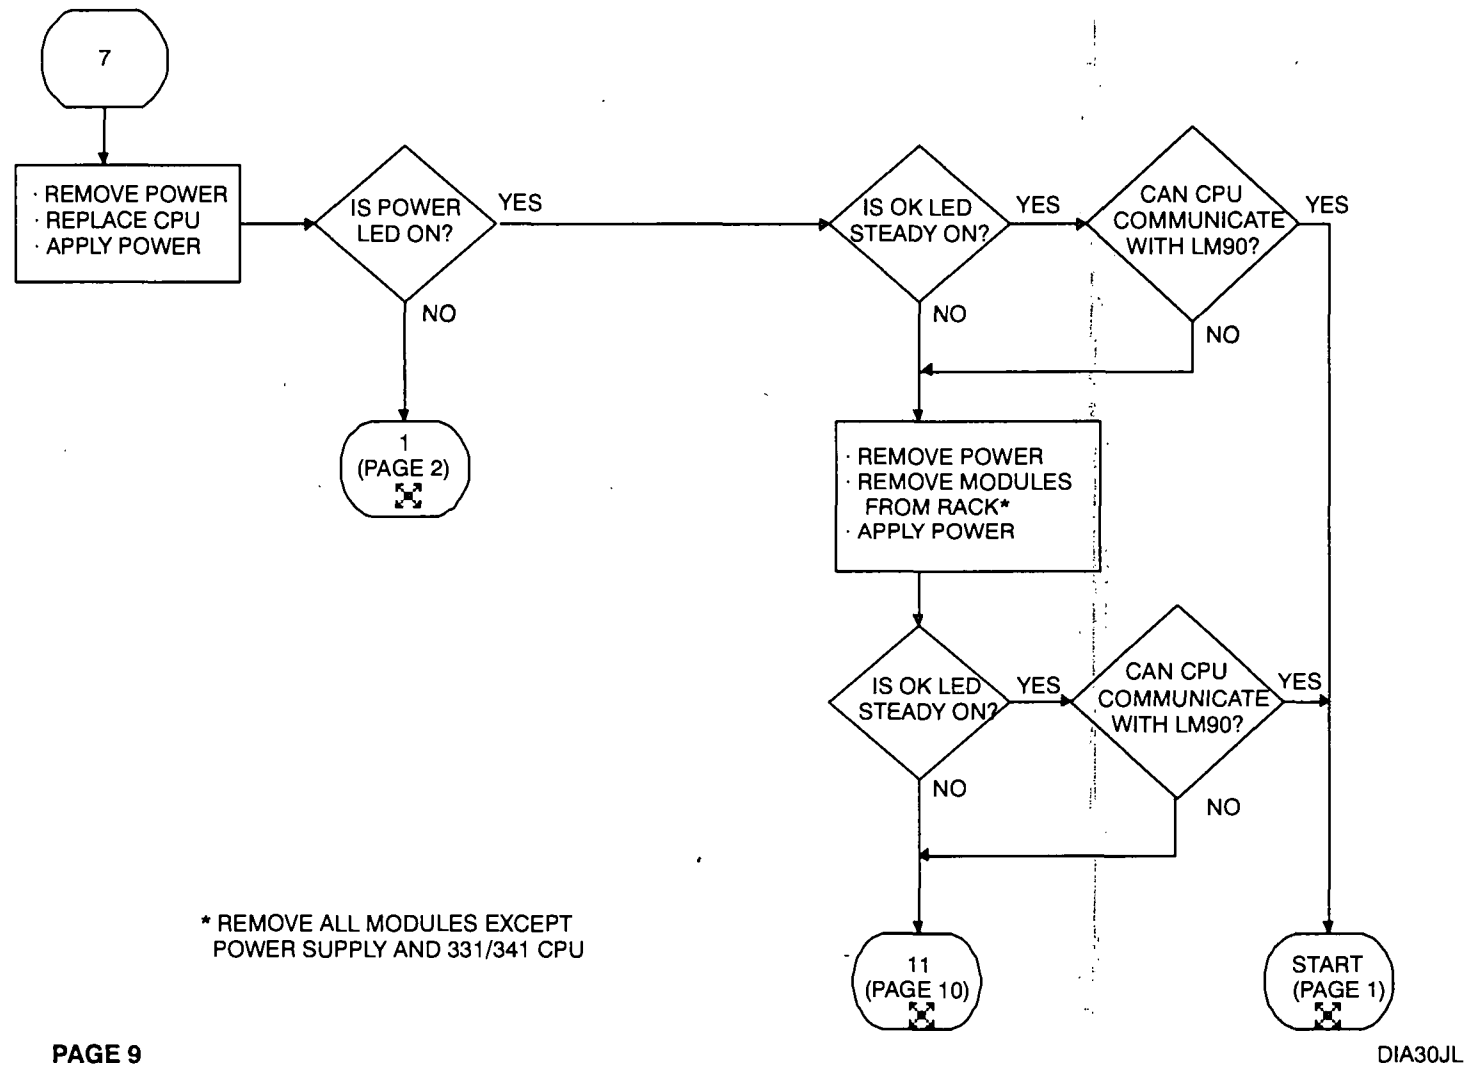 7
· REMOVE POWER
· REPLACE CPU
· APPLY POWER
IS POWER
LED ON?
YES
NO
1
(PAGE 2)
IS OK LED
STEADY ON?
YES
NO
CAN CPU
COMMUNICATE
WITH LM90?
YES
NO
· REMOVE POWER
· REMOVE MODULES
FROM RACK*
· APPLY POWER
IS OK LED
STEADY ON?
YES
NO
CAN CPU
COMMUNICATE
WITH LM90?
YES
NO
11
(PAGE 10)
START
(PAGE 1)
* REMOVE ALL MODULES EXCEPT
POWER SUPPLY AND 331/341 CPU
PAGE 9
DIA30JL